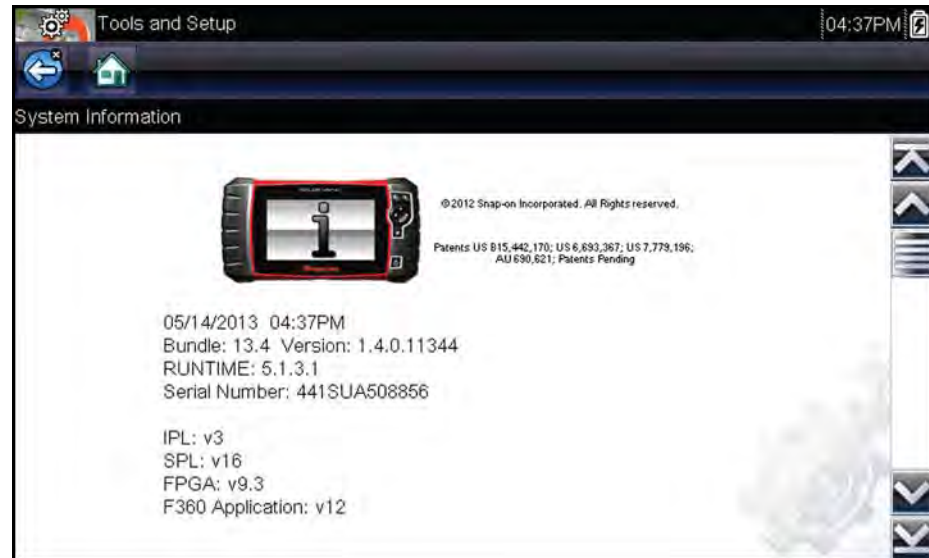 Tools and Setup
04:37PM
System Information
©2012 Snap-on Incorporated. All Rights reserved.
Patents US 815,442,170; US 6,693,367; US 7,779,196;
AU 690,621; Patents Pending
05/14/2013 04:37PM
Bundle: 13.4 Version: 1.4.0.11344
RUNTIME: 5.1.3.1
Serial Number: 441SUA508856
IPL: v3
SPL: v16
FPGA: v9.3
F360 Application: v12